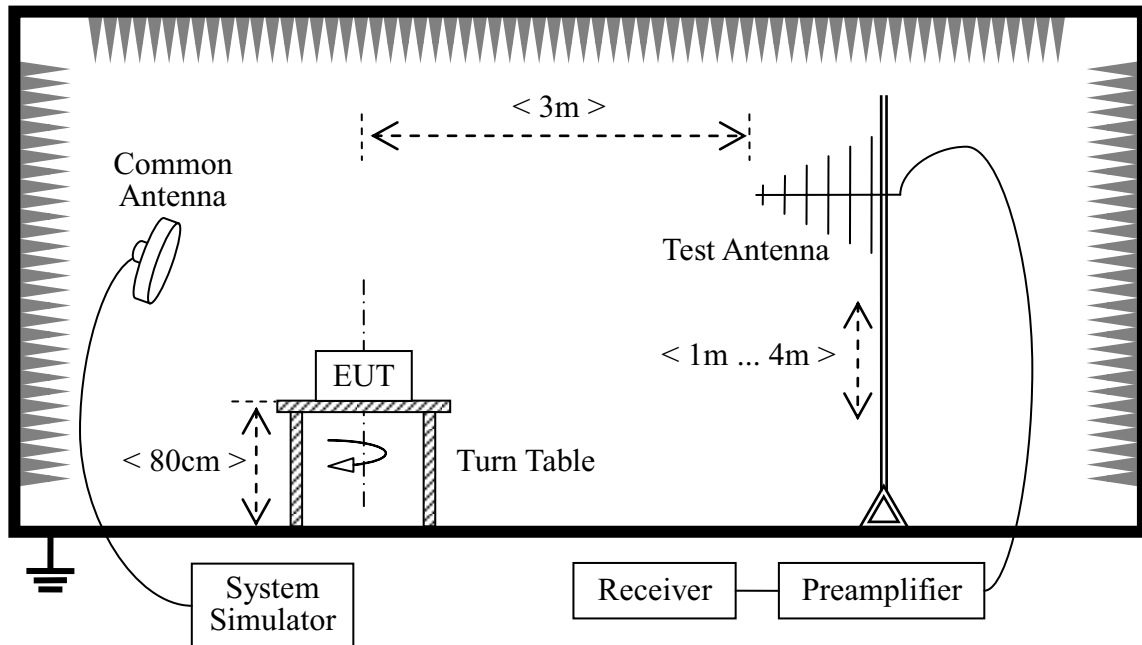 < 3m >
Common
Antenna
Test Antenna
< 1m ... 4m >
EUT
< 80cm >
Turn Table
System
Simulator
Receiver
Preamplifier